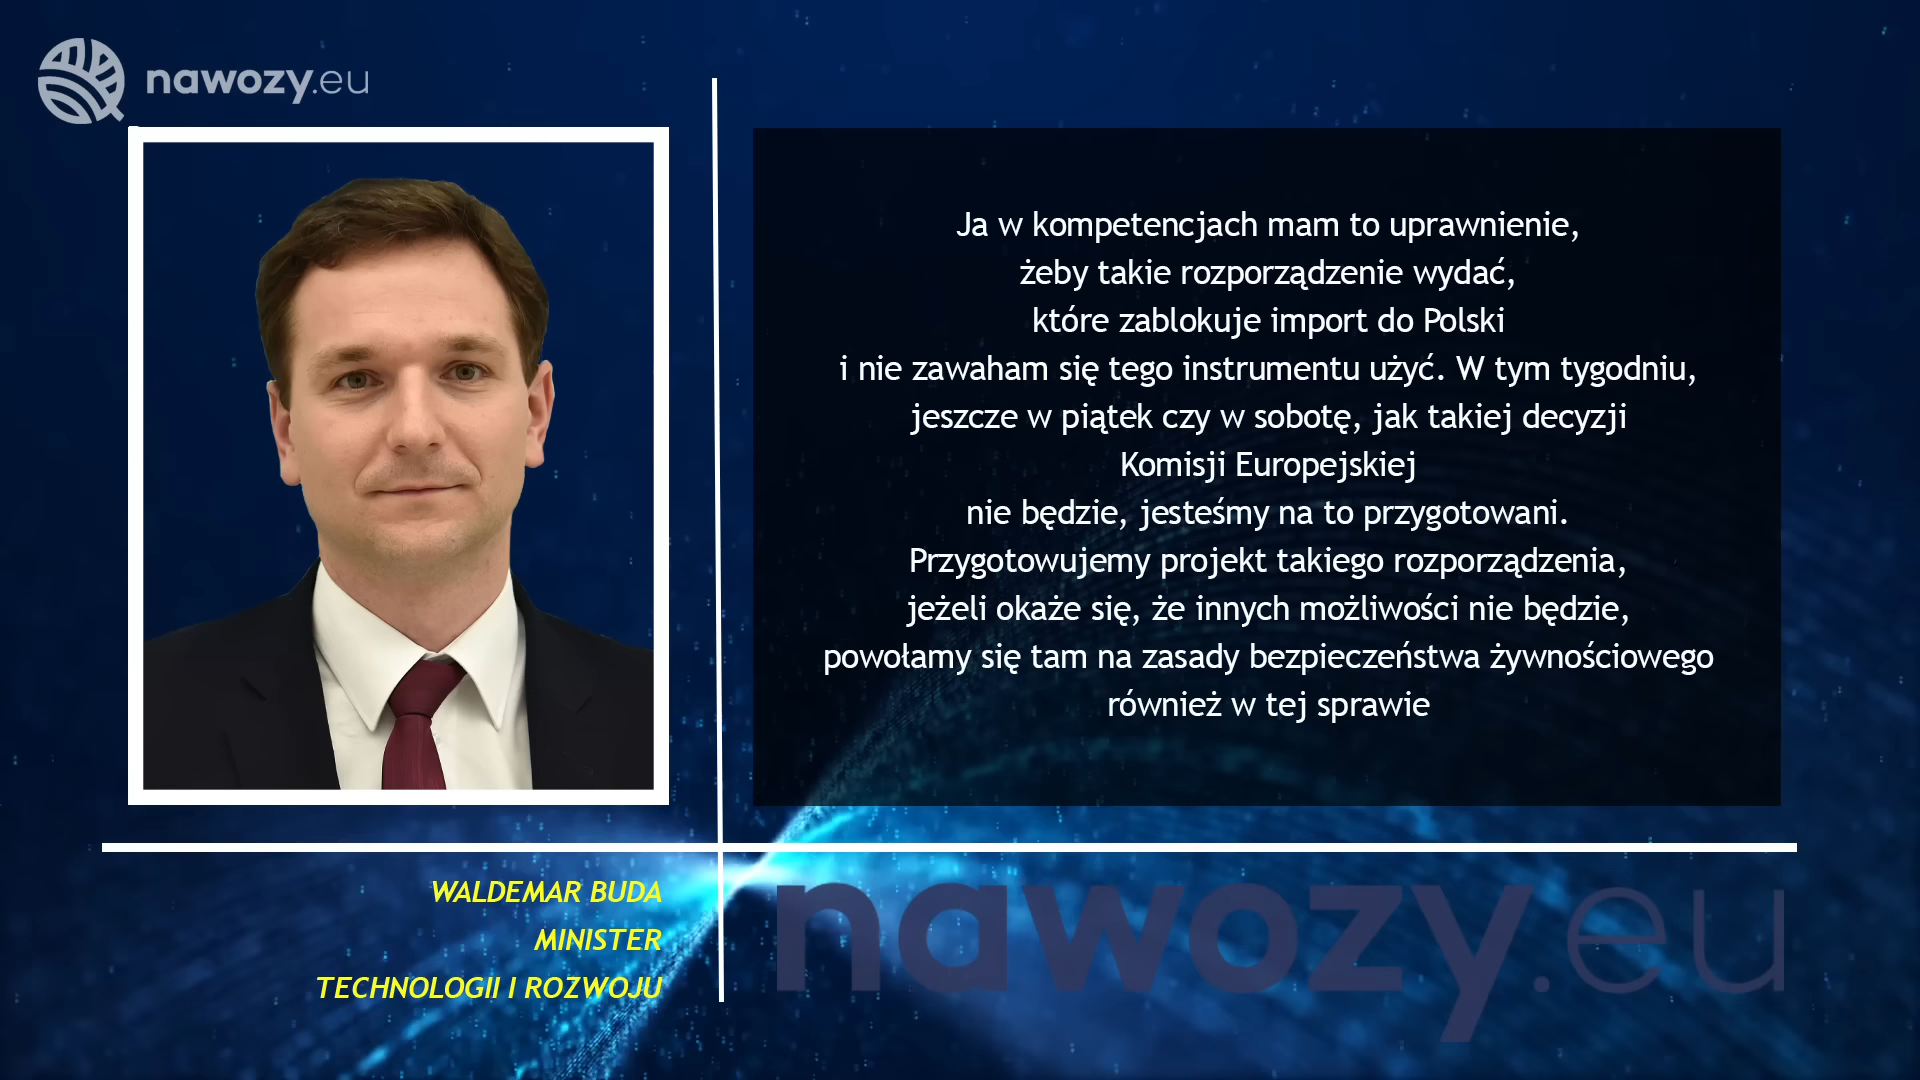 nawozy.eu
Ja w kompetencjach mam to uprawnienie,
żeby takie rozporządzenie wydać,
które zablokuje import do Polski
i nie zawaham się tego instrumentu użyć. W tym tygodniu,
jeszcze w piątek czy w sobotę, jak takiej decyzji
Komisji Europejskiej
nie będzie, jesteśmy na to przygotowani.
Przygotowujemy projekt takiego rozporządzenia,
jeżeli okaże się, że innych możliwości nie będzie,
powołamy się tam na zasady bezpieczeństwa żywnościowego
również w tej sprawie
WALDEMAR BUDA
MINISTER
TECHNOLOGII I ROZWOJU
nawozy.eu